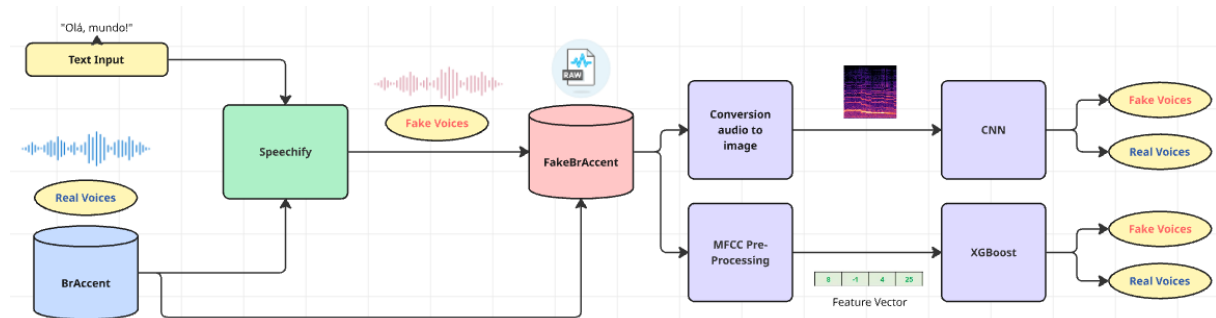 "Olá, mundo!"
Text Input
Real Voices
BrAccent
Speechify
Fake Voices
RAW
FakeBrAccent
Conversion
audio to
image
MFCC Pre-
Processing
8 -1 4 25
Feature Vector
CNN
XGBoost
Fake Voices
Real Voices
Fake Voices
Real Voices